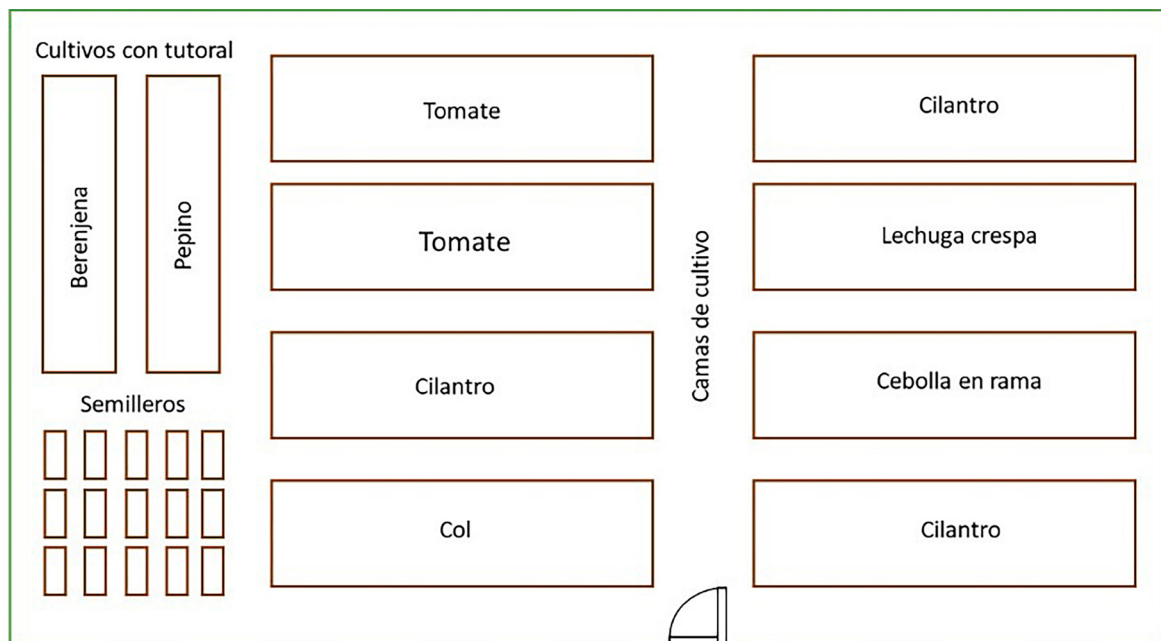 Cultivos con tutoral
Berenjena
Pepino
Semilleros
Tomate
Tomate
Cilantro
Col
Camas de cultivo
Cilantro
Lechuga crespa
Cebolla en rama
Cilantro